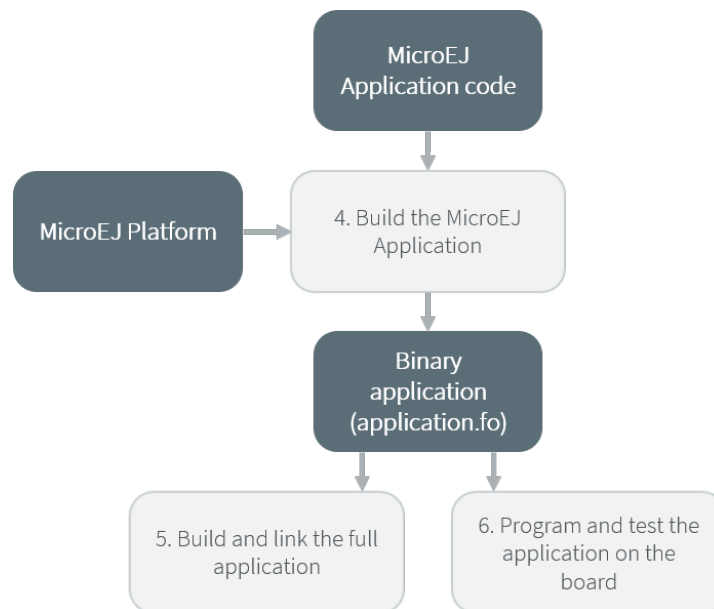 MicroEJ
Application code
MicroEJ Platform
4. Build the MicroEJ
Application
Binary
application
(application.fo)
5. Build and link the full
application
6. Program and test the
application on the
board